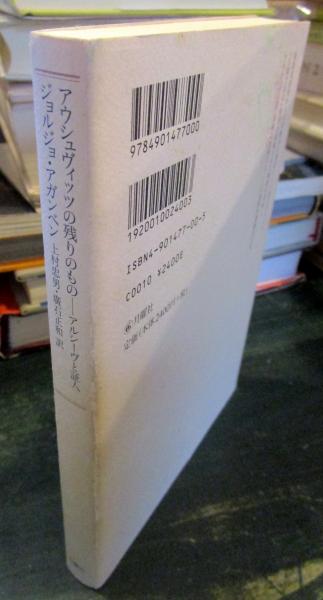 アウシュヴィッツの残りのもの──アルシーヴと証人
ジョルジョ・アガンベン
上村忠男・廣石正和 訳
9784901477000
1920010024003
ISBN4-901477-00-5
C0010 ¥2400E
月曜社
定価(本体2400円+税)